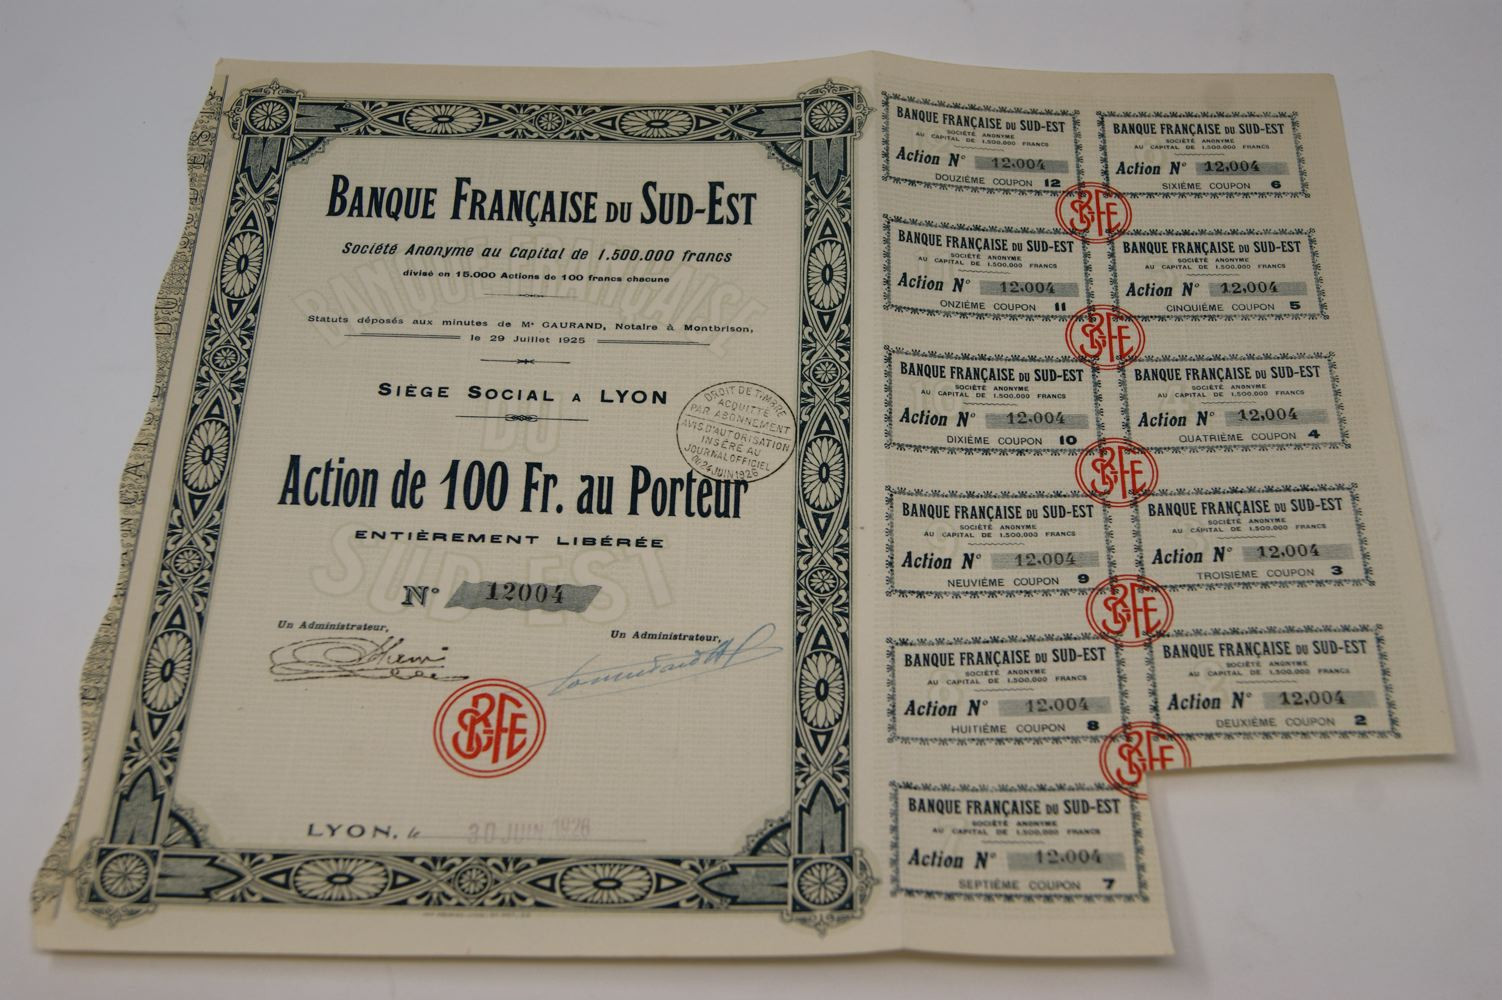 BANQUE FRANÇAISE DU SUD-EST
Société Anonyme au Capital de 1.500.000 francs
divisé en 15.000 Actions de 100 francs chacune
Statuts déposés aux minutes de Me GAURAND, Notaire à Montbrison,
le 29 Juillet 1925
SIÈGE SOCIAL A LYON
DROIT DE TIMBRE
ACQUITTÉ
PAR ABONNEMENT
AVIS D'AUTORISATION
INSÉRÉ AU
JOURNAL OFFICIEL
du 24 JUIN 1926
Action de 100 Fr. au Porteur
ENTIÈREMENT LIBÉRÉE
N° 12004
Un Administrateur,
Un Administrateur,
BFSE
LYON, le 30 JUIN 1926
BANQUE FRANÇAISE DU SUD-EST
SOCIÉTÉ ANONYME
AU CAPITAL DE 1.500.000 FRANCS
Action N° 12.004
DOUZIÈME COUPON 12
BANQUE FRANÇAISE DU SUD-EST
SOCIÉTÉ ANONYME
AU CAPITAL DE 1.500.000 FRANCS
Action N° 12.004
SIXIÈME COUPON 6
BANQUE FRANÇAISE DU SUD-EST
SOCIÉTÉ ANONYME
AU CAPITAL DE 1.500.000 FRANCS
Action N° 12.004
ONZIÈME COUPON 11
BANQUE FRANÇAISE DU SUD-EST
SOCIÉTÉ ANONYME
AU CAPITAL DE 1.500.000 FRANCS
Action N° 12.004
CINQUIÈME COUPON 5
BANQUE FRANÇAISE DU SUD-EST
SOCIÉTÉ ANONYME
AU CAPITAL DE 1.500.000 FRANCS
Action N° 12.004
DIXIÈME COUPON 10
BANQUE FRANÇAISE DU SUD-EST
SOCIÉTÉ ANONYME
AU CAPITAL DE 1.500.000 FRANCS
Action N° 12.004
QUATRIÈME COUPON 4
BANQUE FRANÇAISE DU SUD-EST
SOCIÉTÉ ANONYME
AU CAPITAL DE 1.500.000 FRANCS
Action N° 12.004
NEUVIÈME COUPON 9
BANQUE FRANÇAISE DU SUD-EST
SOCIÉTÉ ANONYME
AU CAPITAL DE 1.500.000 FRANCS
Action N° 12.004
TROISIÈME COUPON 3
BANQUE FRANÇAISE DU SUD-EST
SOCIÉTÉ ANONYME
AU CAPITAL DE 1.500.000 FRANCS
Action N° 12.004
HUITIÈME COUPON 8
BANQUE FRANÇAISE DU SUD-EST
SOCIÉTÉ ANONYME
AU CAPITAL DE 1.500.000 FRANCS
Action N° 12.004
DEUXIÈME COUPON 2
BANQUE FRANÇAISE DU SUD-EST
SOCIÉTÉ ANONYME
AU CAPITAL DE 1.500.000 FRANCS
Action N° 12.004
SEPTIÈME COUPON 7